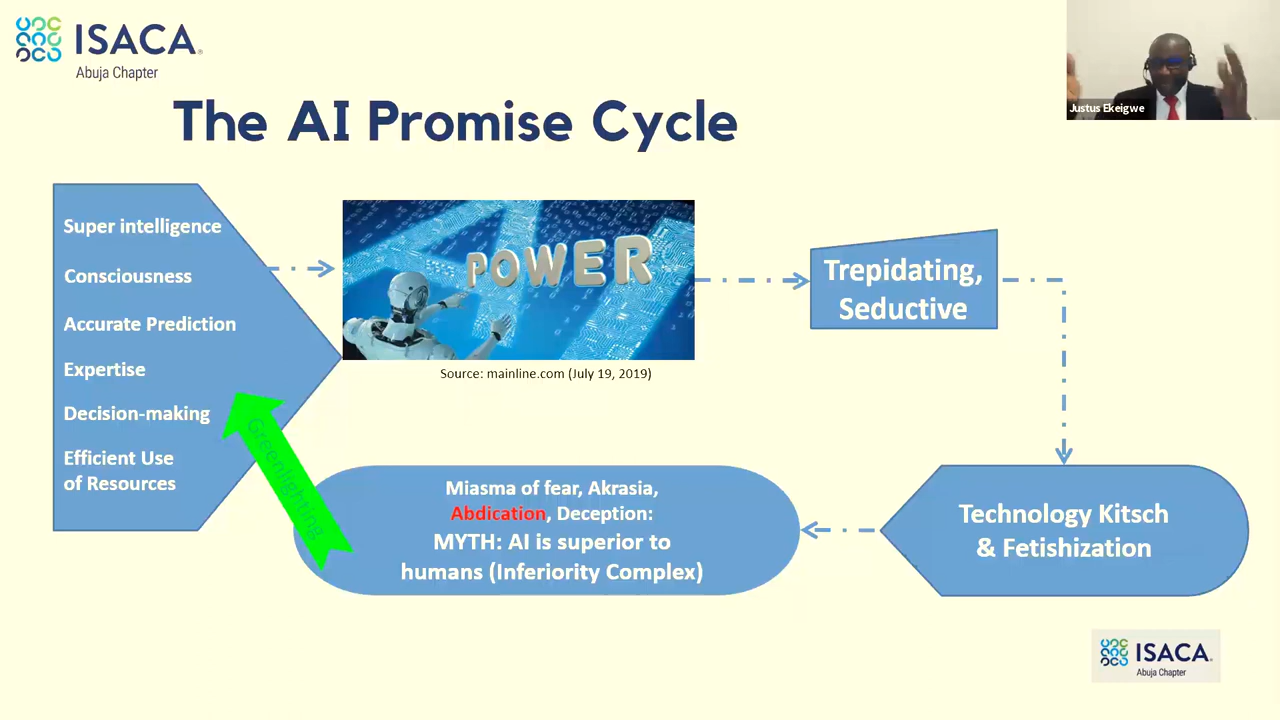 ISACA®
Abuja Chapter
Justus Ekeigwe
The AI Promise Cycle
Super intelligence
Consciousness
Accurate Prediction
Expertise
Decision-making
Efficient Use
of Resources
POWER
Source: mainline.com (July 19, 2019)
Trepidating,
Seductive
Technology Kitsch
& Fetishization
Miasma of fear, Akrasia,
Abdication, Deception:
MYTH: AI is superior to
humans (Inferiority Complex)
Greenlighting
ISACA®
Abuja Chapter